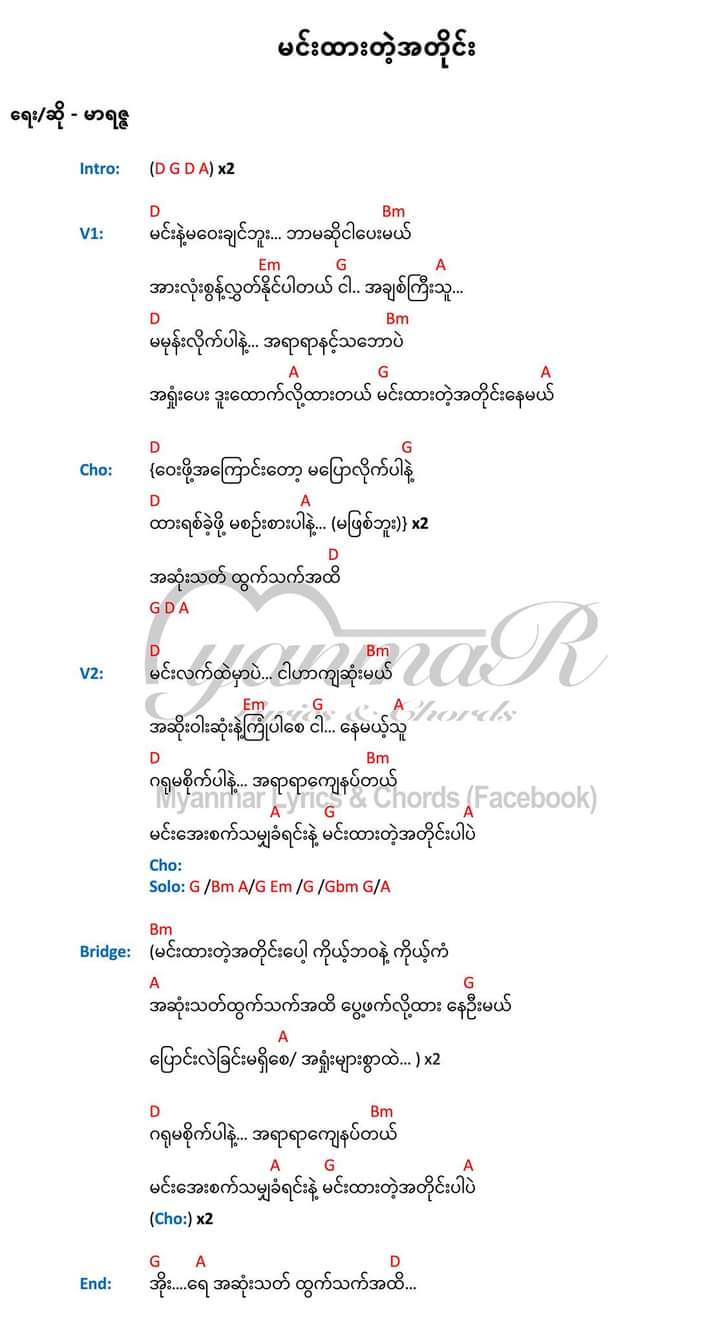 မင်းထားတဲ့အတိုင်း
ရေး/ဆို - မာရဇ္ဇ
Intro: (D G D A) x2
D Bm
V1: မင်းနဲ့မဝေးချင်ဘူး... ဘာမဆိုငါပေးမယ်
Em G A
အားလုံးစွန့်လွှတ်နိုင်ပါတယ် ငါ.. အချစ်ကြီးသူ...
D Bm
မမုန်းလိုက်ပါနဲ့... အရာရာနင့်သဘောပဲ
A G A
အရှုံးပေး ဒူးထောက်လို့ထားတယ် မင်းထားတဲ့အတိုင်းနေမယ်
D G
Cho: {ဝေးဖို့အကြောင်းတော့ မပြောလိုက်ပါနဲ့
D A
ထားရစ်ခဲ့ဖို့ မစဉ်းစားပါနဲ့... (မဖြစ်ဘူး)} x2
D
အဆုံးသတ် ထွက်သက်အထိ
G D A
D Bm
V2: မင်းလက်ထဲမှာပဲ... ငါဟာကျဆုံးမယ်
Em G A
အဆိုးဝါးဆုံးနဲ့ကြုံပါစေ ငါ... နေမယ့်သူ
D Bm
ဂရုမစိုက်ပါနဲ့... အရာရာကျေနပ်တယ်
A G A
မင်းအေးစက်သမျှခံရင်းနဲ့ မင်းထားတဲ့အတိုင်းပါပဲ
Cho:
Solo: G /Bm A/G Em /G /Gbm G/A
Bm
Bridge: (မင်းထားတဲ့အတိုင်းပေါ့ ကိုယ့်ဘဝနဲ့ ကိုယ့်ကံ
A G
အဆုံးသတ်ထွက်သက်အထိ ပွေ့ဖက်လို့ထား နေဦးမယ်
A
ပြောင်းလဲခြင်းမရှိစေ/ အရှုံးများစွာထဲ... ) x2
D Bm
ဂရုမစိုက်ပါနဲ့... အရာရာကျေနပ်တယ်
A G A
မင်းအေးစက်သမျှခံရင်းနဲ့ မင်းထားတဲ့အတိုင်းပါပဲ
(Cho:) x2
G A D
End: အိုး....ရေ အဆုံးသတ် ထွက်သက်အထိ...
MyanmaR
Lyrics & Chords
Myanmar Lyrics & Chords (Facebook)